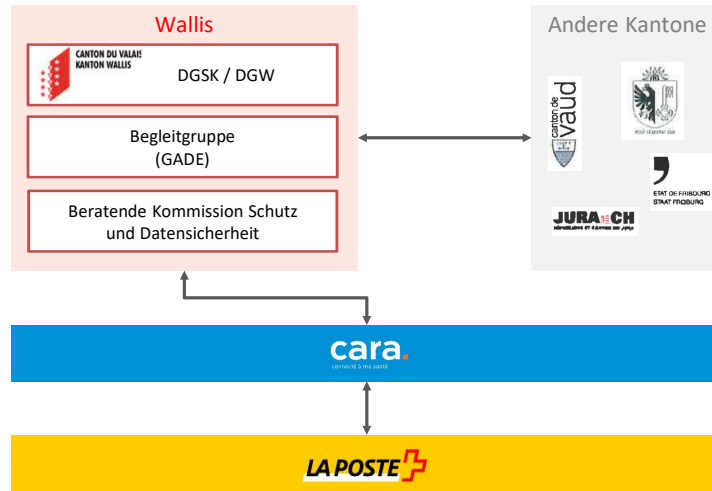 Wallis
CANTON DU VALAIS
KANTON WALLIS
DGSK / DGW
Begleitgruppe
(GADE)
Beratende Kommission Schutz
und Datensicherheit
Andere Kantone
canton de
vaud
ETAT DE FRIBOURG
STAAT FREIBURG
JURA CH
cara.
connecté à ma santé
LA POSTE